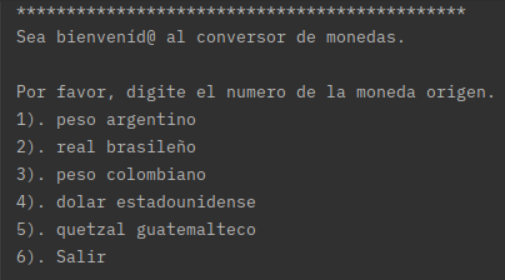 *********************************************
Sea bienveníd@ al conversor de monedas.
Por favor, digite el numero de la moneda origen.
1). peso argentino
2). real brasileño
3). peso colombiano
4). dolar estadounidense
5). quetzal guatemalteco
6). Salir